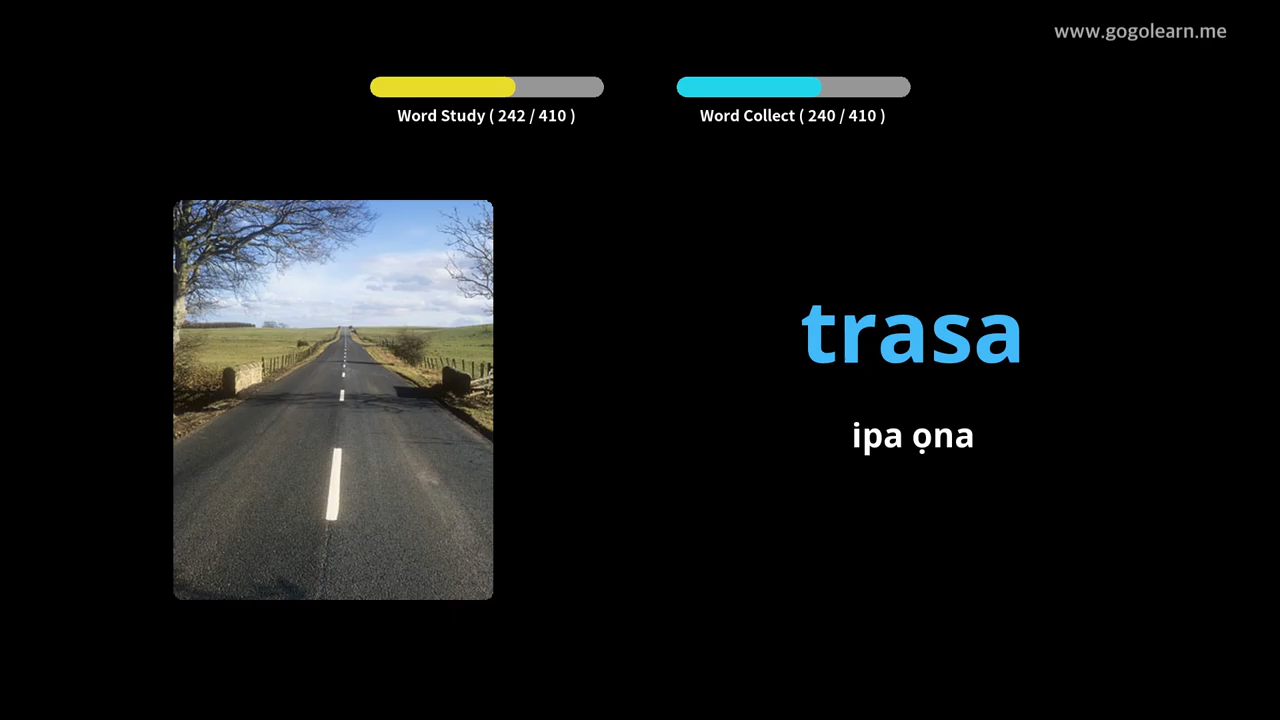 www.gogolearn.me
Word Study ( 242 / 410 )
Word Collect ( 240 / 410 )
trasa
ipa ọna